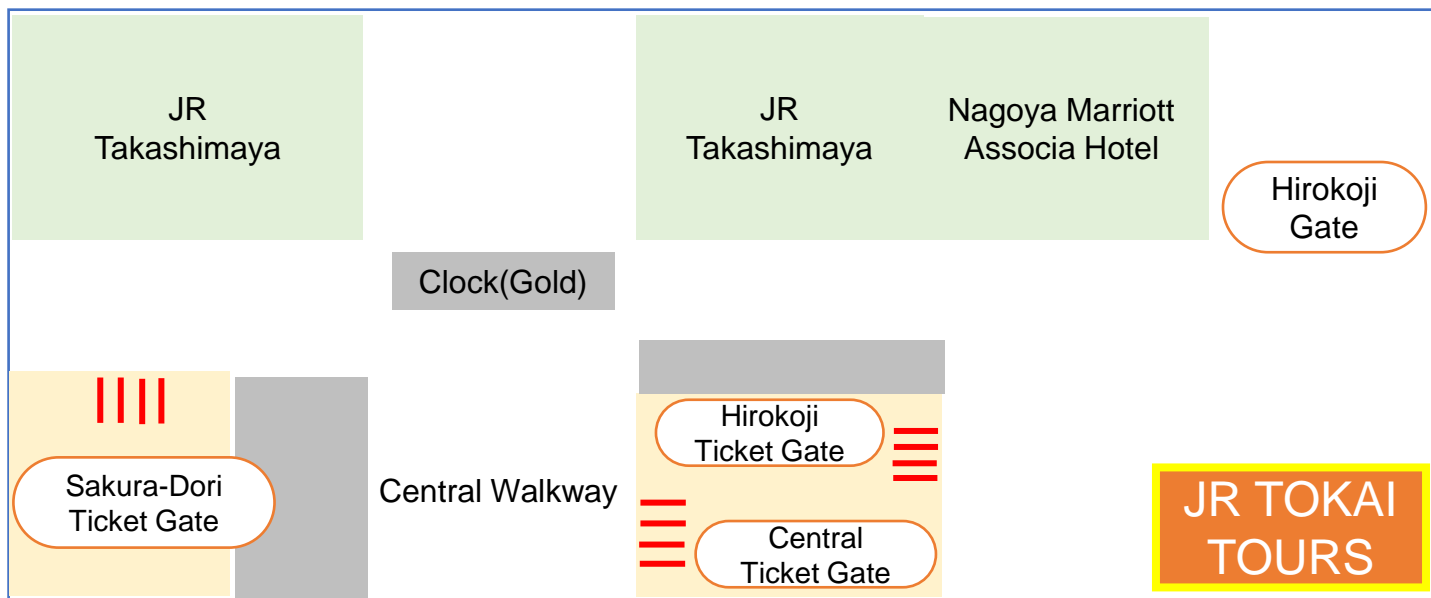 JR
Takashimaya
JR
Takashimaya
Nagoya Marriott
Associa Hotel
Hirokoji
Gate
Clock(Gold)
Hirokoji
Ticket Gate
Sakura-Dori
Ticket Gate
Central Walkway
Central
Ticket Gate
JR TOKAI
TOURS